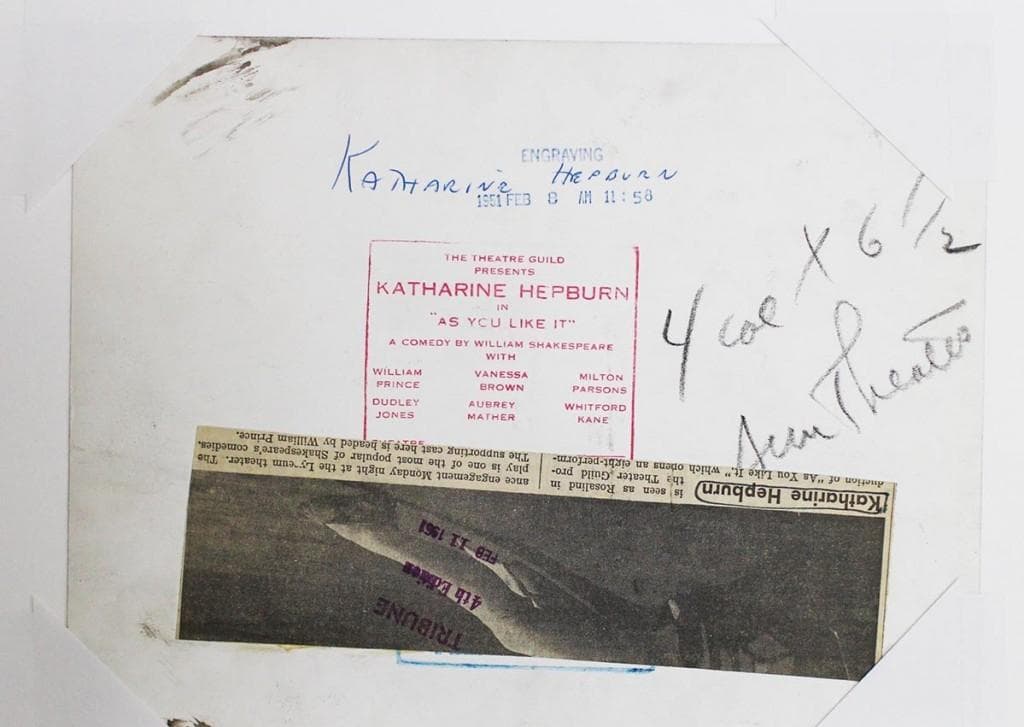 ENGRAVING
KATHARINE HEPBURN
1951 FEB 8 AM 11:58
THE THEATRE GUILD
PRESENTS
KATHARINE HEPBURN
IN
"AS YOU LIKE IT"
A COMEDY BY WILLIAM SHAKESPEARE
WITH
WILLIAM PRINCE
VANESSA BROWN
MILTON PARSONS
DUDLEY JONES
AUBREY MATHER
WHITFORD KANE
4 col X 6 1/2
Sun Theater
TRIBUNE
4th Edition
FEB 11 1951
Katharine Hepburn
is seen as Rosalind in
the Theater Guild pro-
duction of "As You Like It," which opens an eight-perform-
ance engagement Monday night at the Ly,eum theater. The
play is one of the most popular of Shakespeare's comedies.
The supporting cast here is headed by William Prince.